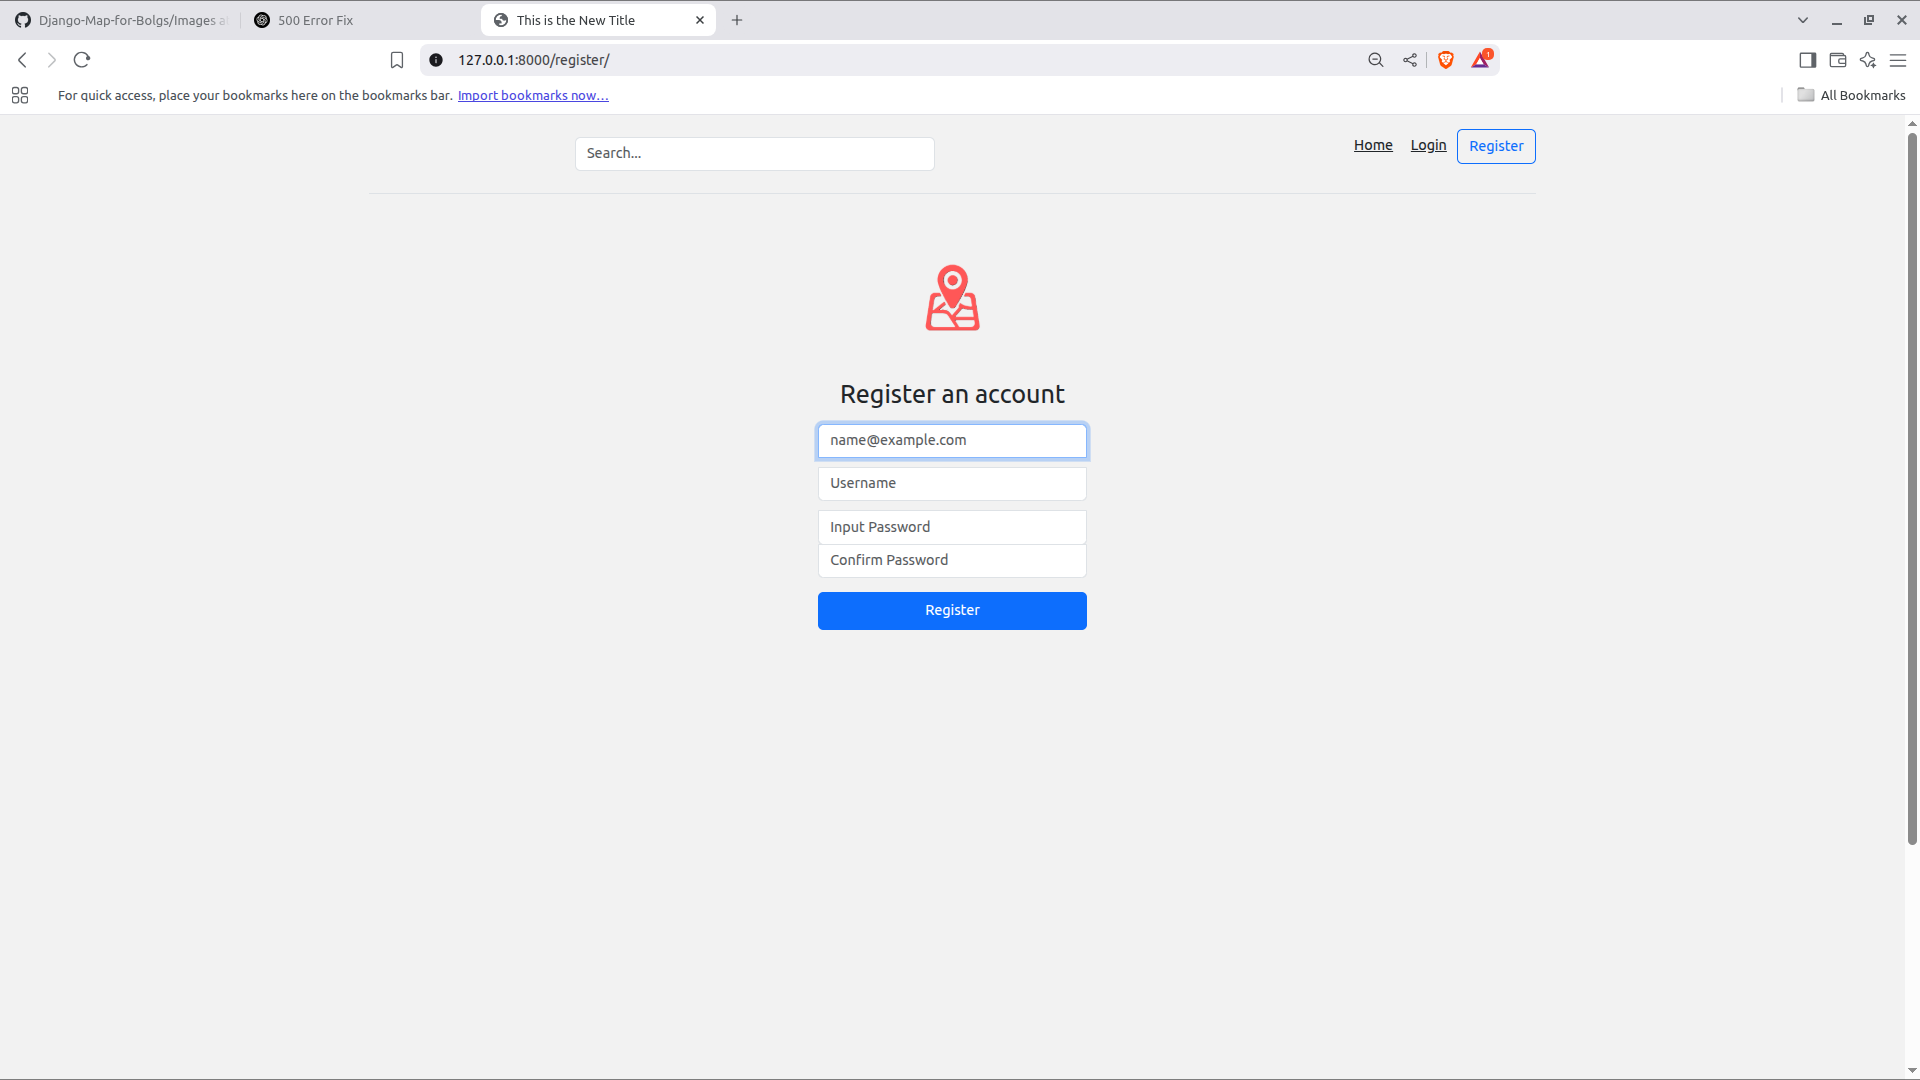 Django-Map-for-Bolgs/Images a
500 Error Fix
This is the New Title
127.0.0.1:8000/register/
1
For quick access, place your bookmarks here on the bookmarks bar. Import bookmarks now...
All Bookmarks
Search...
Home
Login
Register
Register an account
name@example.com
Username
Input Password
Confirm Password
Register